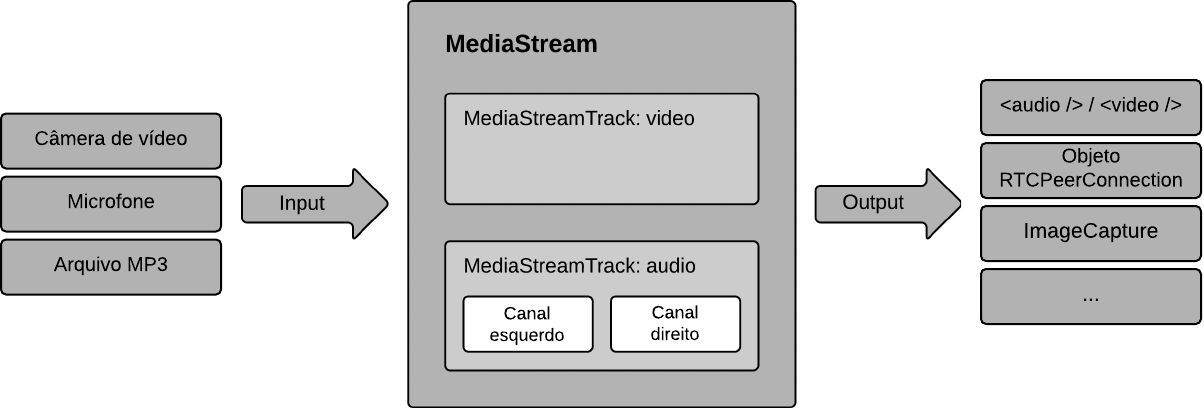 Câmera de vídeo
Microfone
Arquivo MP3
Input
MediaStream
MediaStreamTrack: video
MediaStreamTrack: audio
Canal
esquerdo
Canal
direito
Output
<audio /> / <video />
Objeto
RTCPeerConnection
ImageCapture
...